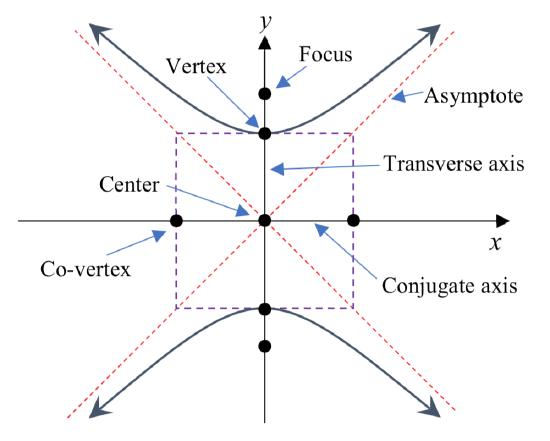 y
Focus
Vertex
Asymptote
Transverse axis
Center
x
Co-vertex
Conjugate axis